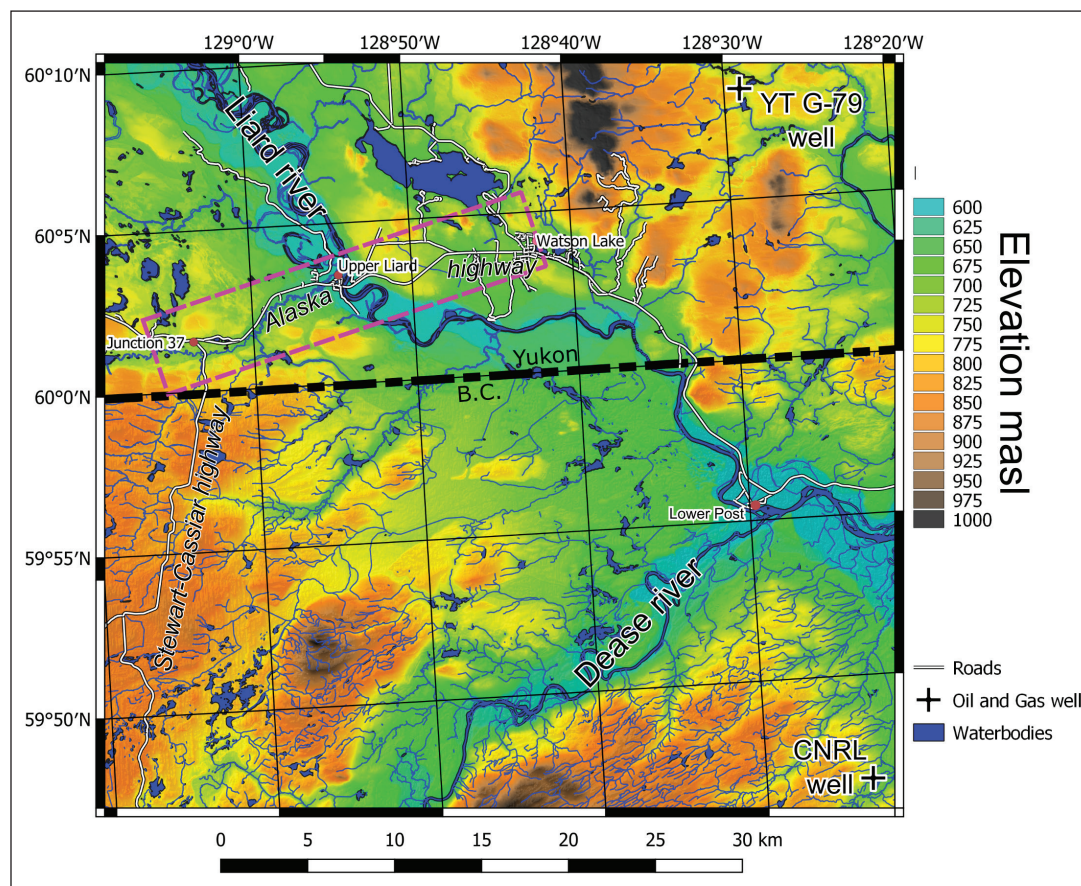 129°0'W 128°50'W 128°40'W 128°30'W 128°20'W
60°10'N
60°5'N
60°0'N
59°55'N
59°50'N
Liard river
YT G-79
well
Watson Lake
Upper Liard
highway
Alaska
Junction 37
Yukon
B.C.
Stewart-Cassiar highway
Lower Post
Dease river
CNRL
well
600
625
650
675
700
725
750
800
825
850
875
900
925
950
975
1000
Elevation masl
Roads
Oil and Gas well
Waterbodies
0 5 10 15 20 25 30 km